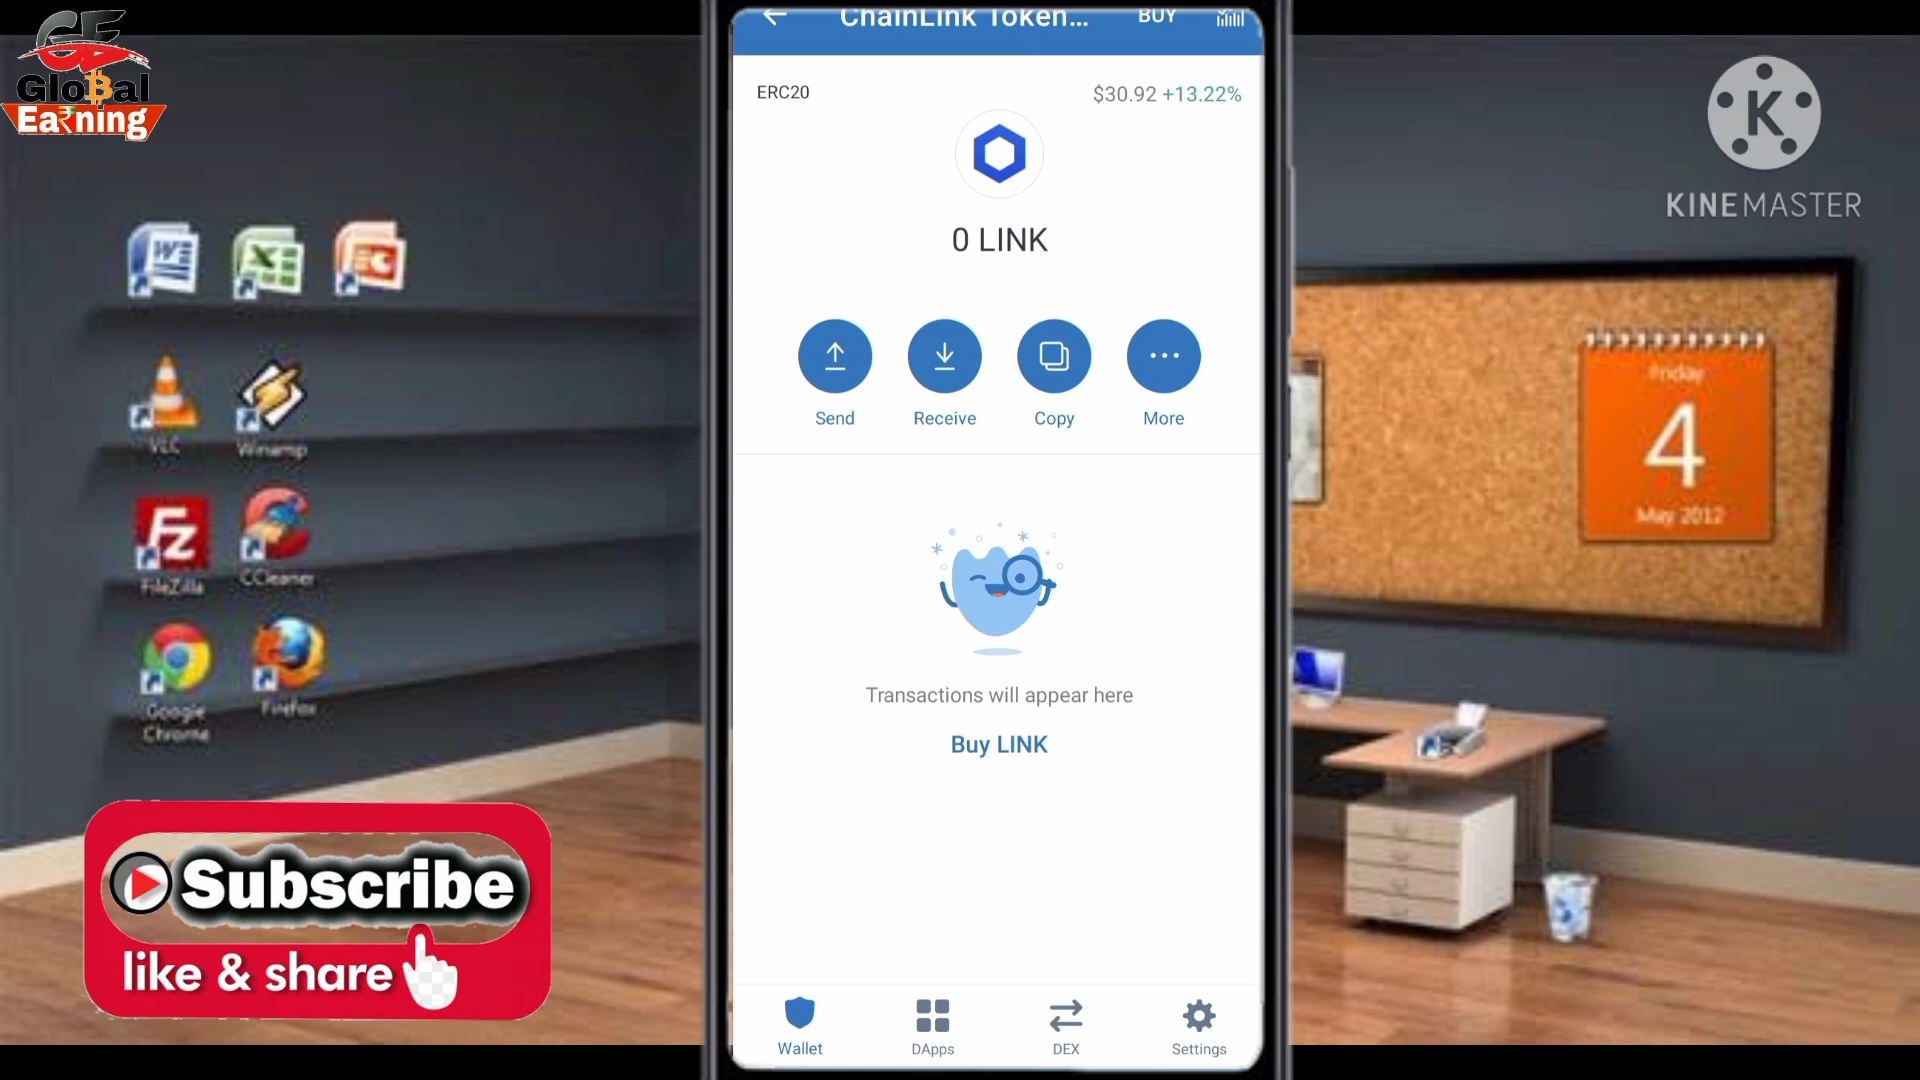 GE
GloBal
Earning
ChainLink Token...
BUY
ERC20
$30.92 +13.22%
K
KINEMASTER
0 LINK
Send
Receive
Copy
More
VLC
Winamp
FileZilla
CCleaner
Google
Chrome
Firefox
Friday
4
May 2012
Transactions will appear here
Buy LINK
Subscribe
like & share
Wallet
DApps
DEX
Settings